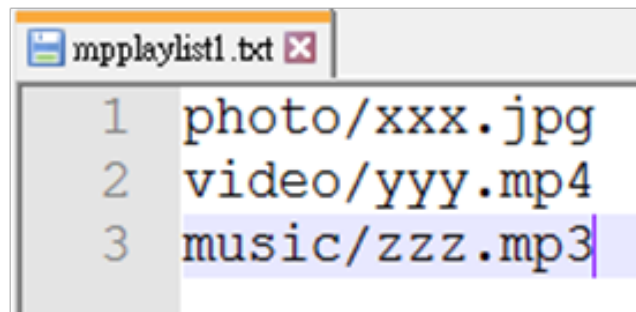 mpplaylist1.txt
1 photo/xxx.jpg
2 video/yyy.mp4
3 music/zzz.mp3